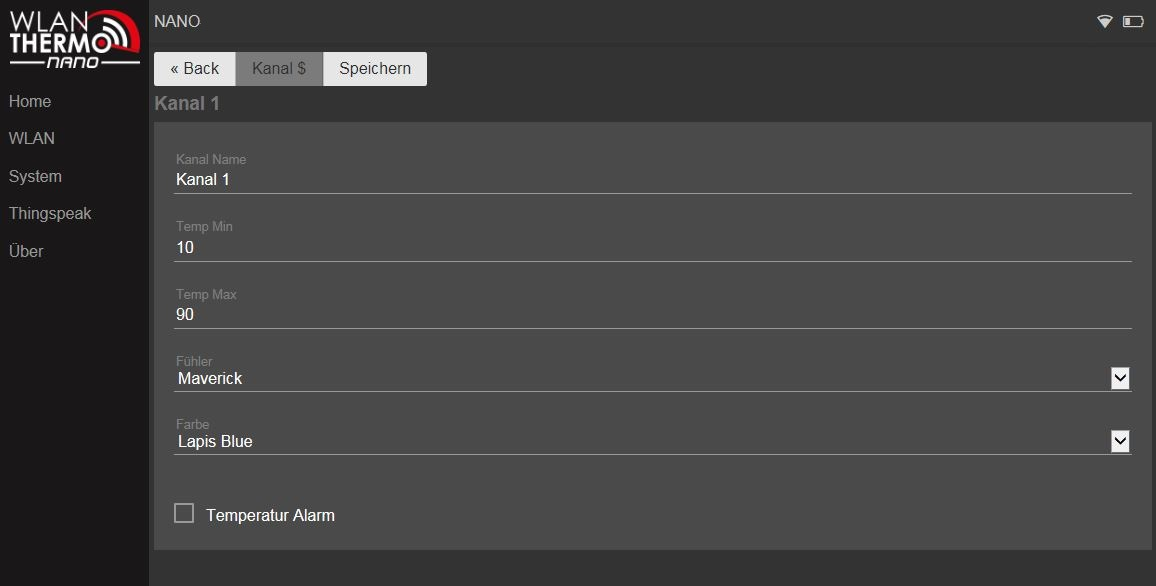 WLAN
THERMO
NANO
NANO
Home
WLAN
System
Thingspeak
Über
« Back Kanal $ Speichern
Kanal 1
Kanal Name
Kanal 1
Temp Min
10
Temp Max
90
Fühler
Maverick
Farbe
Lapis Blue
Temperatur Alarm